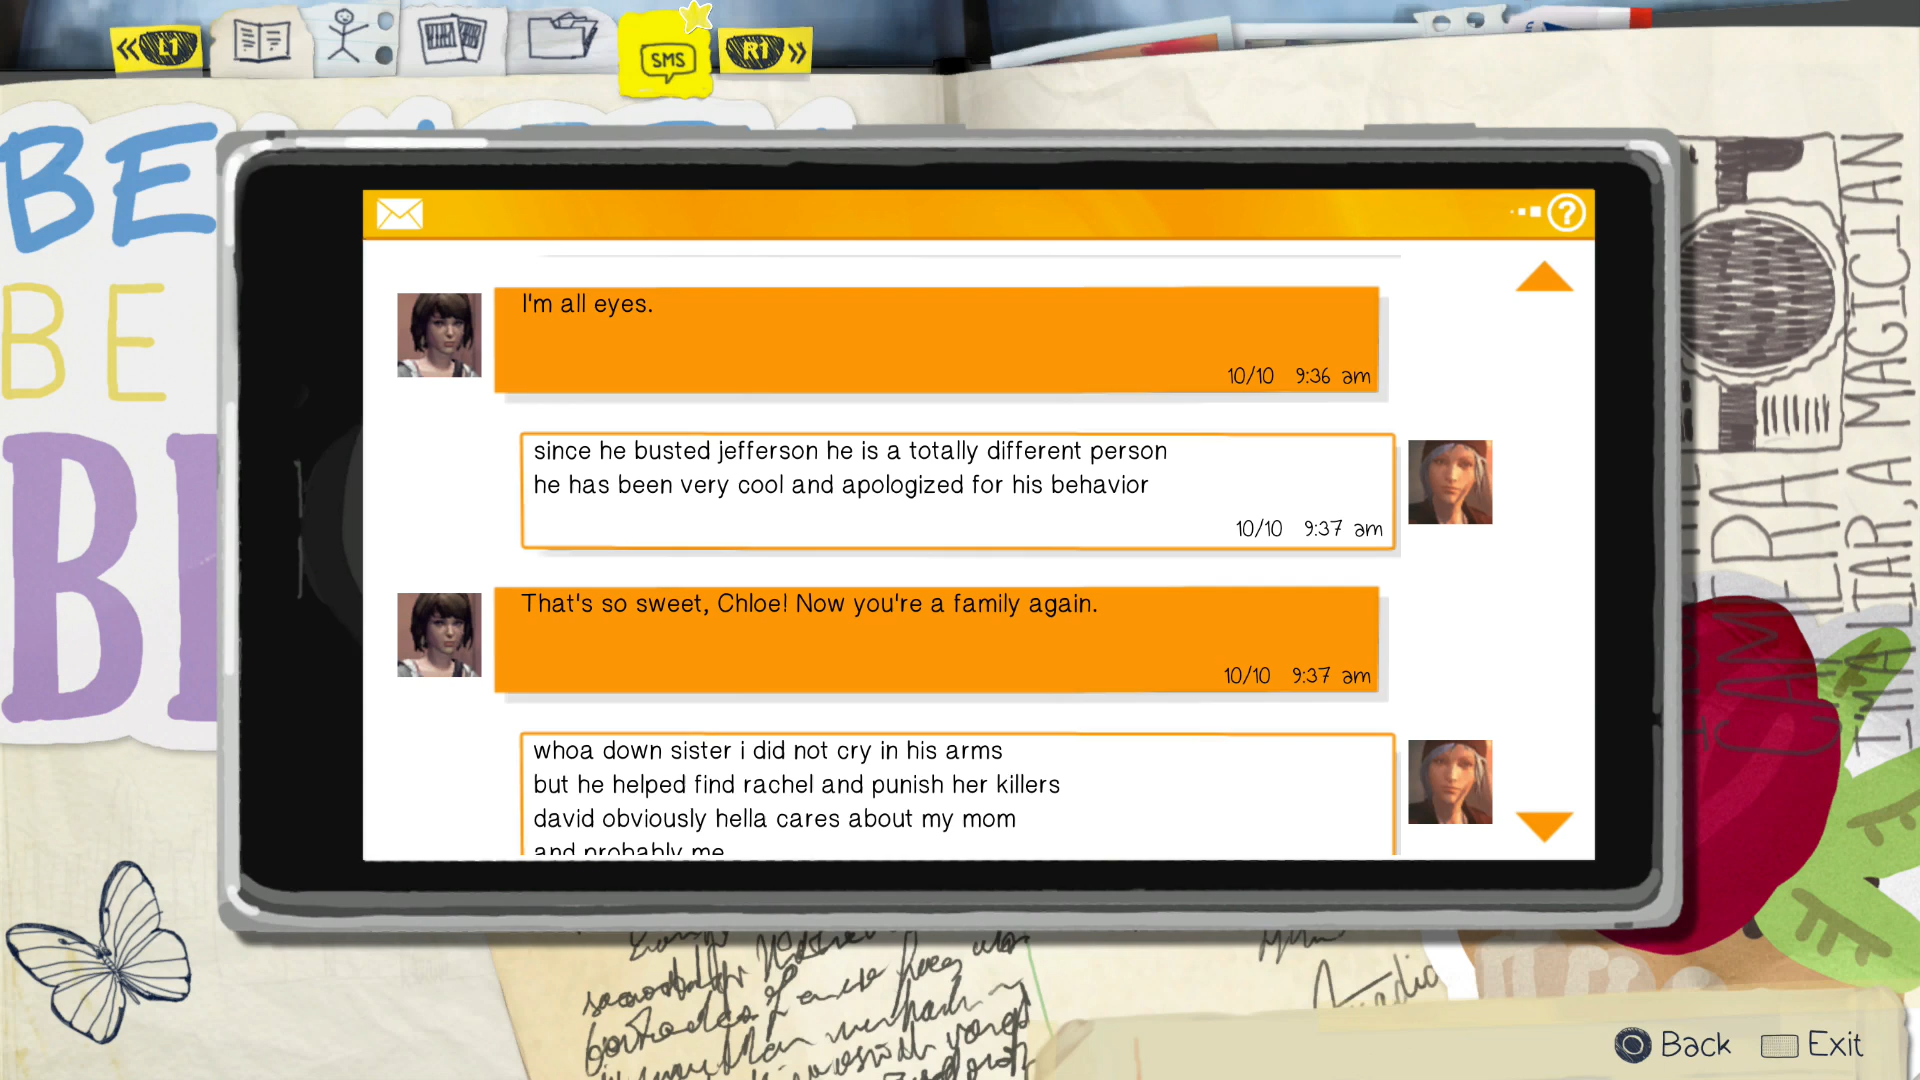 L1
SMS
R1
BE
BE
I'm all eyes.
10/10 9:36 am
since he busted jefferson he is a totally different person
he has been very cool and apologized for his behavior
10/10 9:37 am
That's so sweet, Chloe! Now you're a family again.
10/10 9:37 am
whoa down sister i did not cry in his arms
but he helped find rachel and punish her killers
david obviously hella cares about my mom
and probably me
CAMERA
I'M A LIAR, A MAGICIAN
Back
Exit